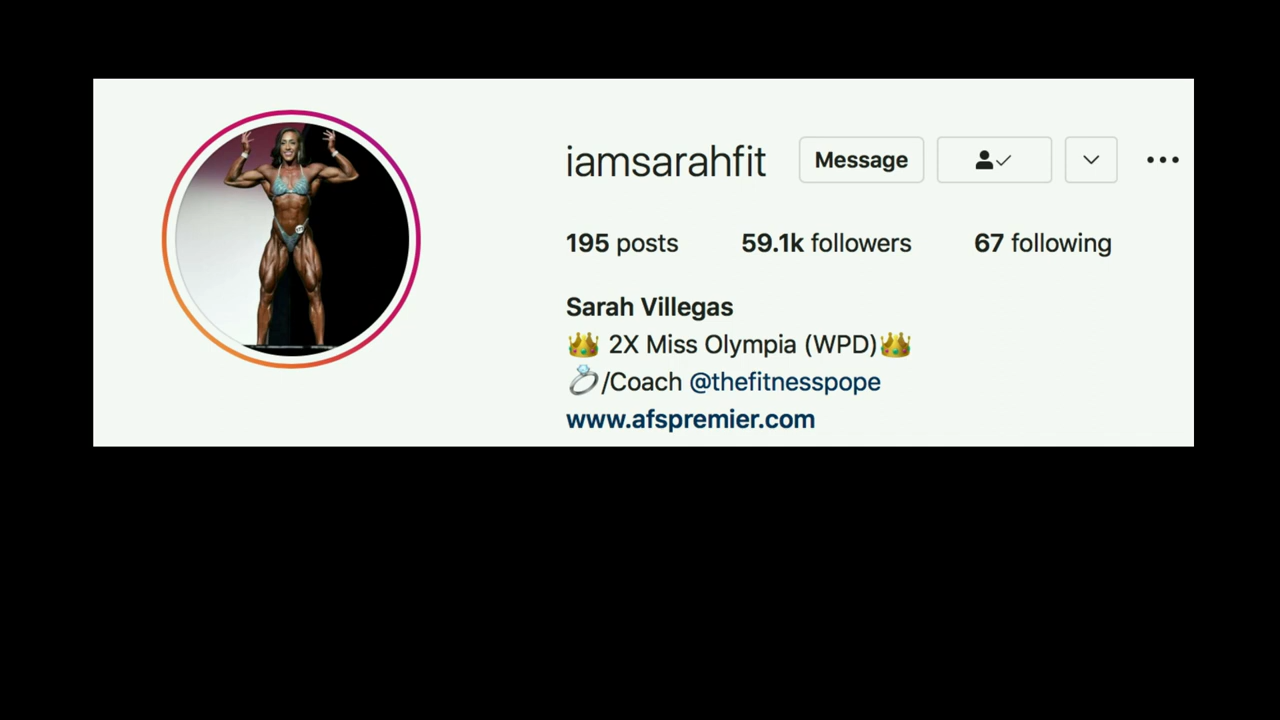 iamsarahfit Message
195 posts 59.1k followers 67 following
Sarah Villegas
👑 2X Miss Olympia (WPD)👑
💍/Coach @thefitnesspope
www.afspremier.com